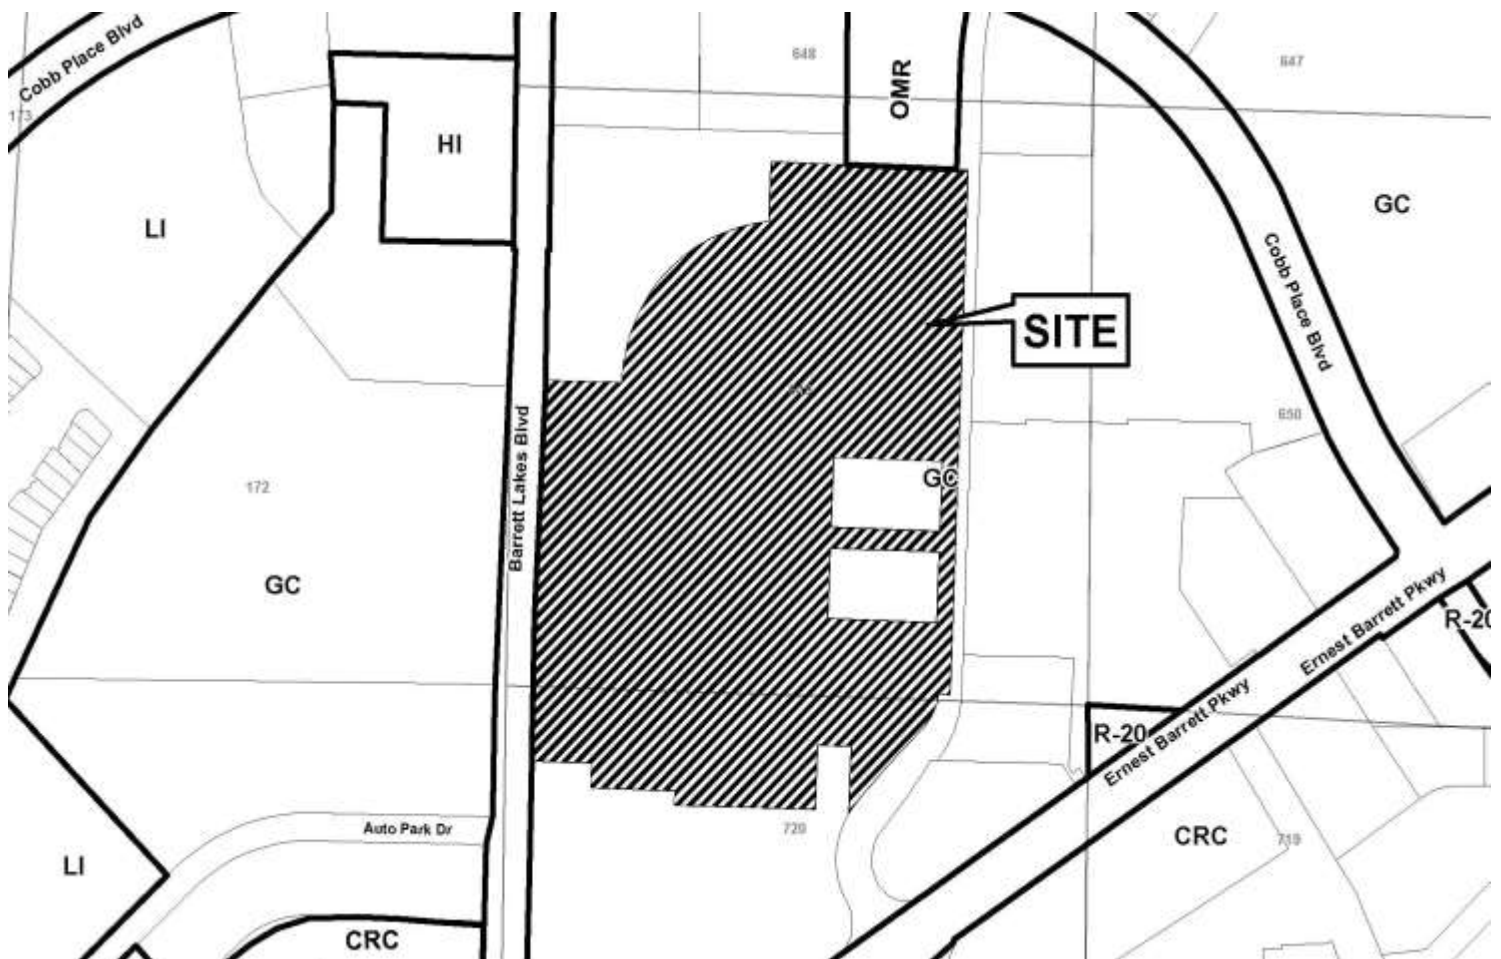 Cobb Place Blvd
648
OMR
647
173
HI
GC
LI
SITE
Cobb Place Blvd
650
Barrett Lakes Blvd
172
GC
GC
Ernest Barrett Pkwy
R-20
R-20
Ernest Barrett Pkwy
Auto Park Dr
720
CRC
719
LI
CRC